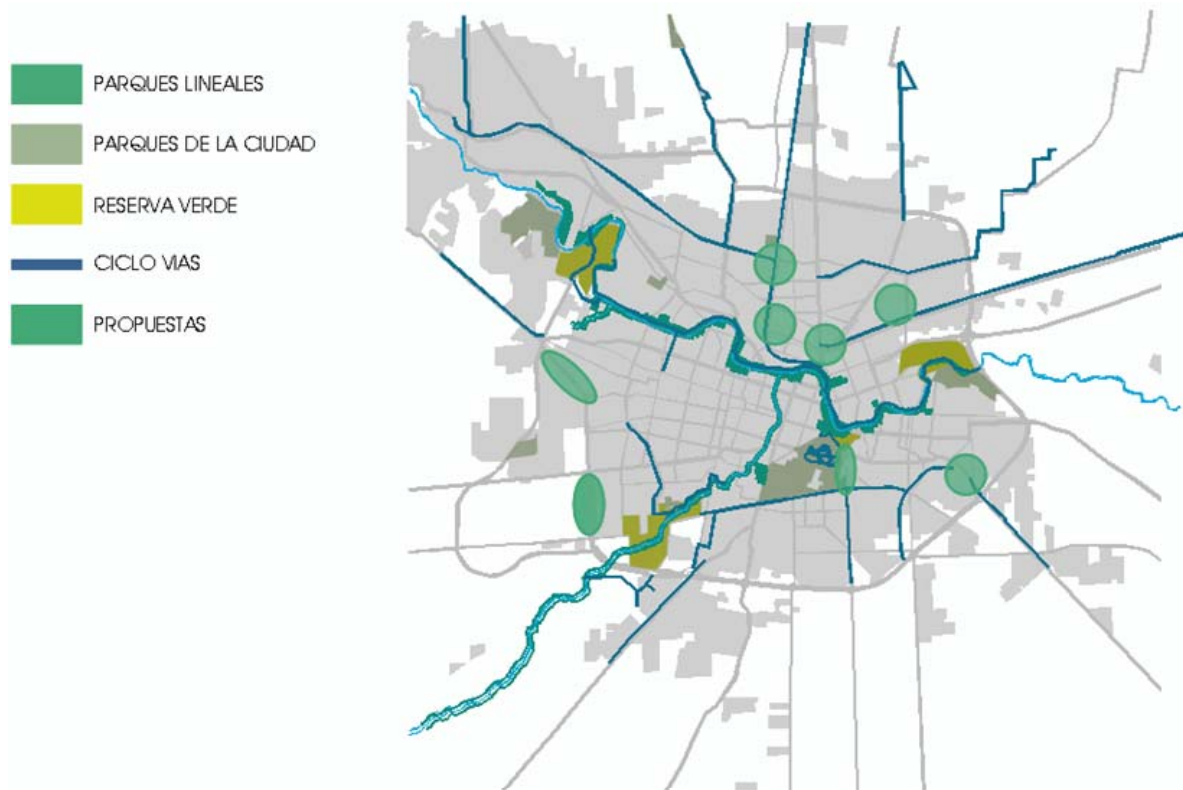 PARQUES LINEALES
PARQUES DE LA CIUDAD
RESERVA VERDE
CICLO VIAS
PROPUESTAS